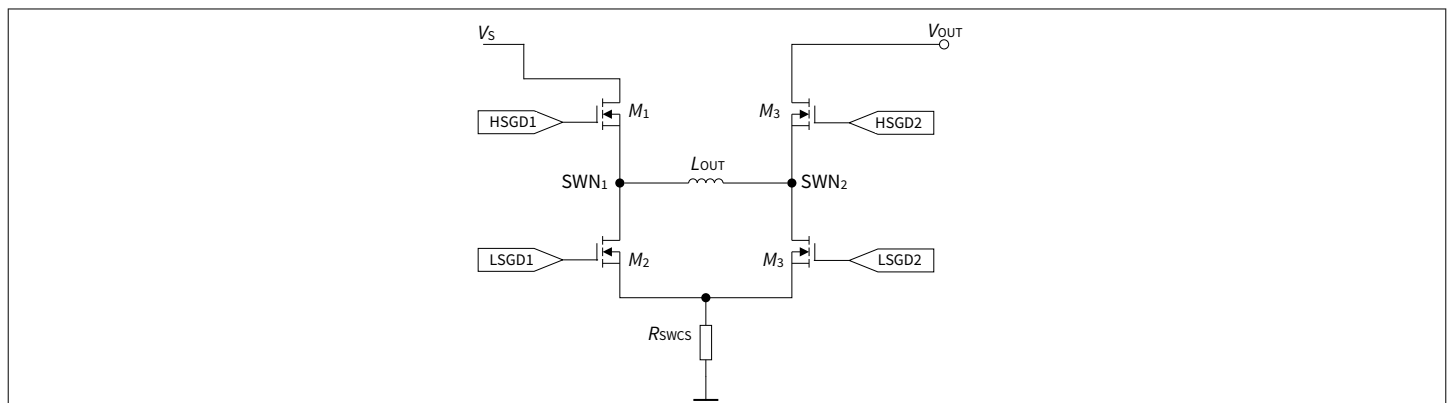 VS
VOUT
HSGD1
M1
M3
HSGD2
LOUT
SWN1
SWN2
LSGD1
M2
M3
LSGD2
RSWCS